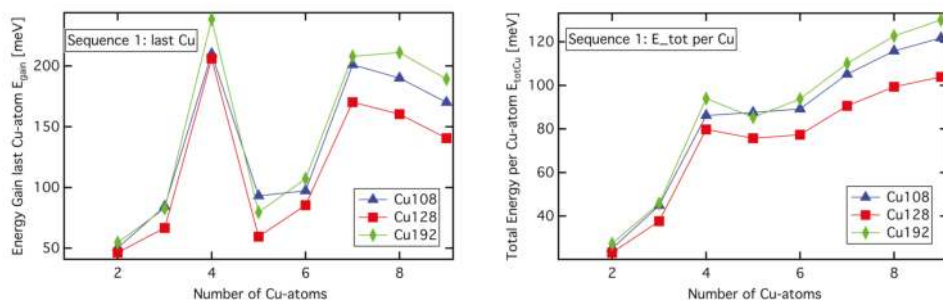 Sequence 1: last Cu
Energy Gain last Cu-atom E_gain [meV]
200
150
100
50
2
4
6
8
Number of Cu-atoms
Cu108
Cu128
Cu192
Sequence 1: E_tot per Cu
Total Energy per Cu-atom E_totCu [meV]
120
100
80
60
40
2
4
6
8
Number of Cu-atoms
Cu108
Cu128
Cu192